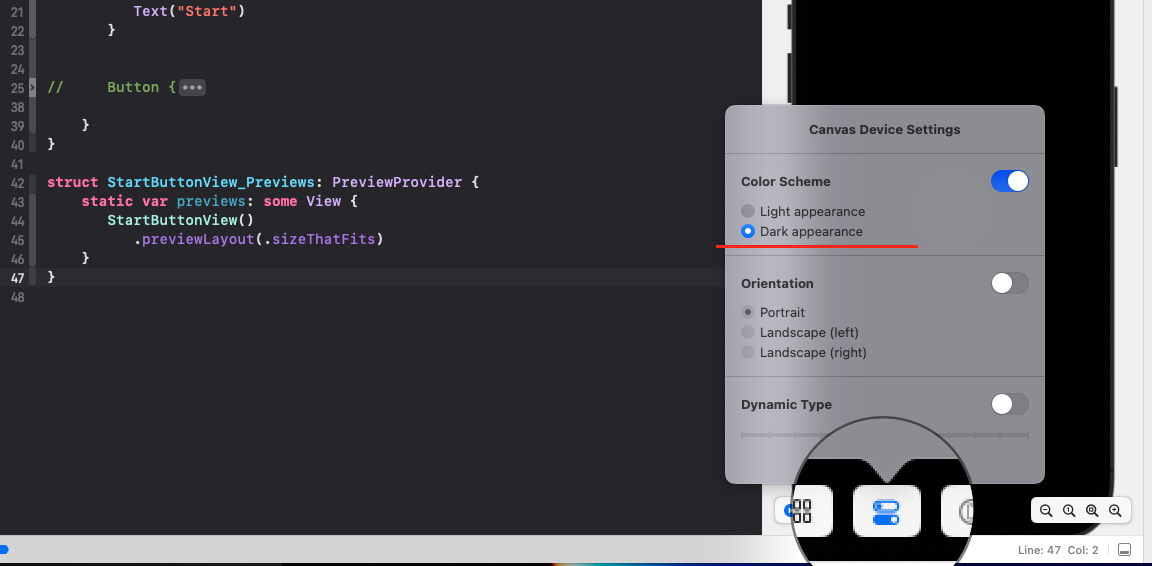 21 Text("Start")
22 }
23
24
25 // Button {•••
38
39 }
40 }
41
42 struct StartButtonView_Previews: PreviewProvider {
43 static var previews: some View {
44 StartButtonView()
45 .previewLayout(.sizeThatFits)
46 }
47 }
48
Canvas Device Settings
Color Scheme
Light appearance
Dark appearance
Orientation
Portrait
Landscape (left)
Landscape (right)
Dynamic Type
Line: 47 Col: 2